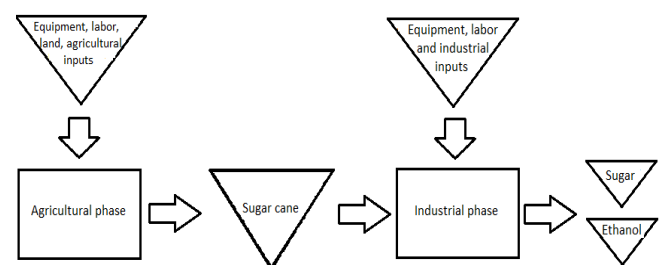 Equipment, labor,
land, agricultural
inputs
Equipment, labor
and industrial
inputs
Agricultural phase
Sugar cane
Industrial phase
Sugar
Ethanol